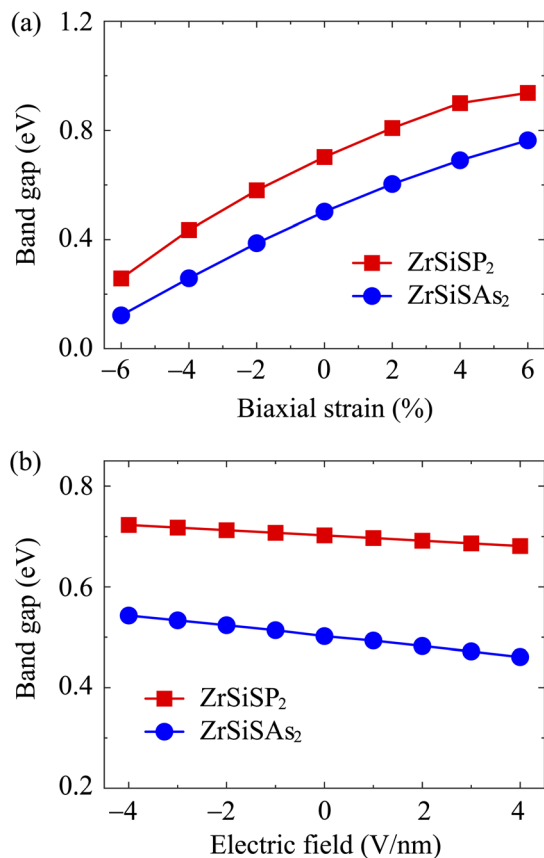 (a)
1.2
0.8
0.4
0.0
Band gap (eV)
ZrSiSP₂
ZrSiSAs₂
–6 –4 –2 0 2 4 6
Biaxial strain (%)
(b)
0.8
0.6
0.4
0.2
Band gap (eV)
ZrSiSP₂
ZrSiSAs₂
–4 –2 0 2 4
Electric field (V/nm)